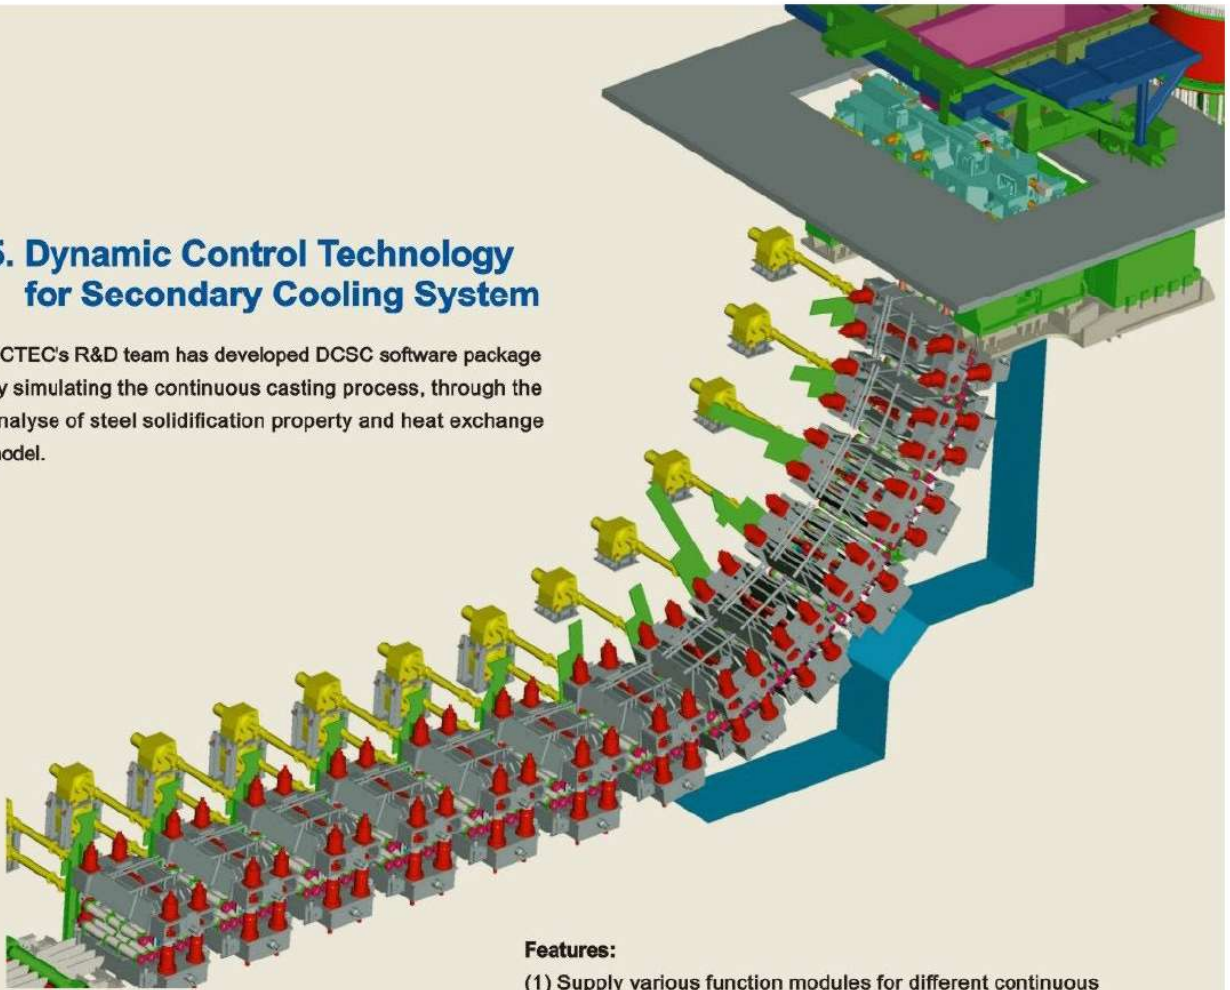 5. Dynamic Control Technology
for Secondary Cooling System
CTEC's R&D team has developed DCSC software package
y simulating the continuous casting process, through the
nalyse of steel solidification property and heat exchange
nodel.
Features:
(1) Supply various function modules for different continuous